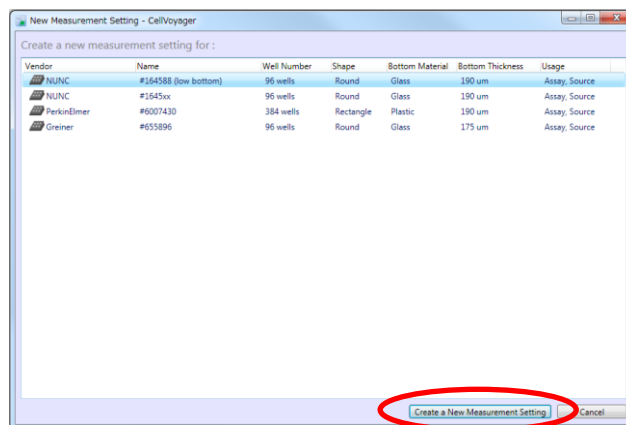 New Measurement Setting - CellVoyager
Create a new measurement setting for :
Vendor Name Well Number Shape Bottom Material Bottom Thickness Usage
NUNC #164588 (low bottom) 96 wells Round Glass 190 um Assay, Source
NUNC #1645xx 96 wells Round Glass 190 um Assay, Source
PerkinElmer #6007430 384 wells Rectangle Plastic 190 um Assay, Source
Greiner #655896 96 wells Round Glass 175 um Assay, Source
Create a New Measurement Setting Cancel